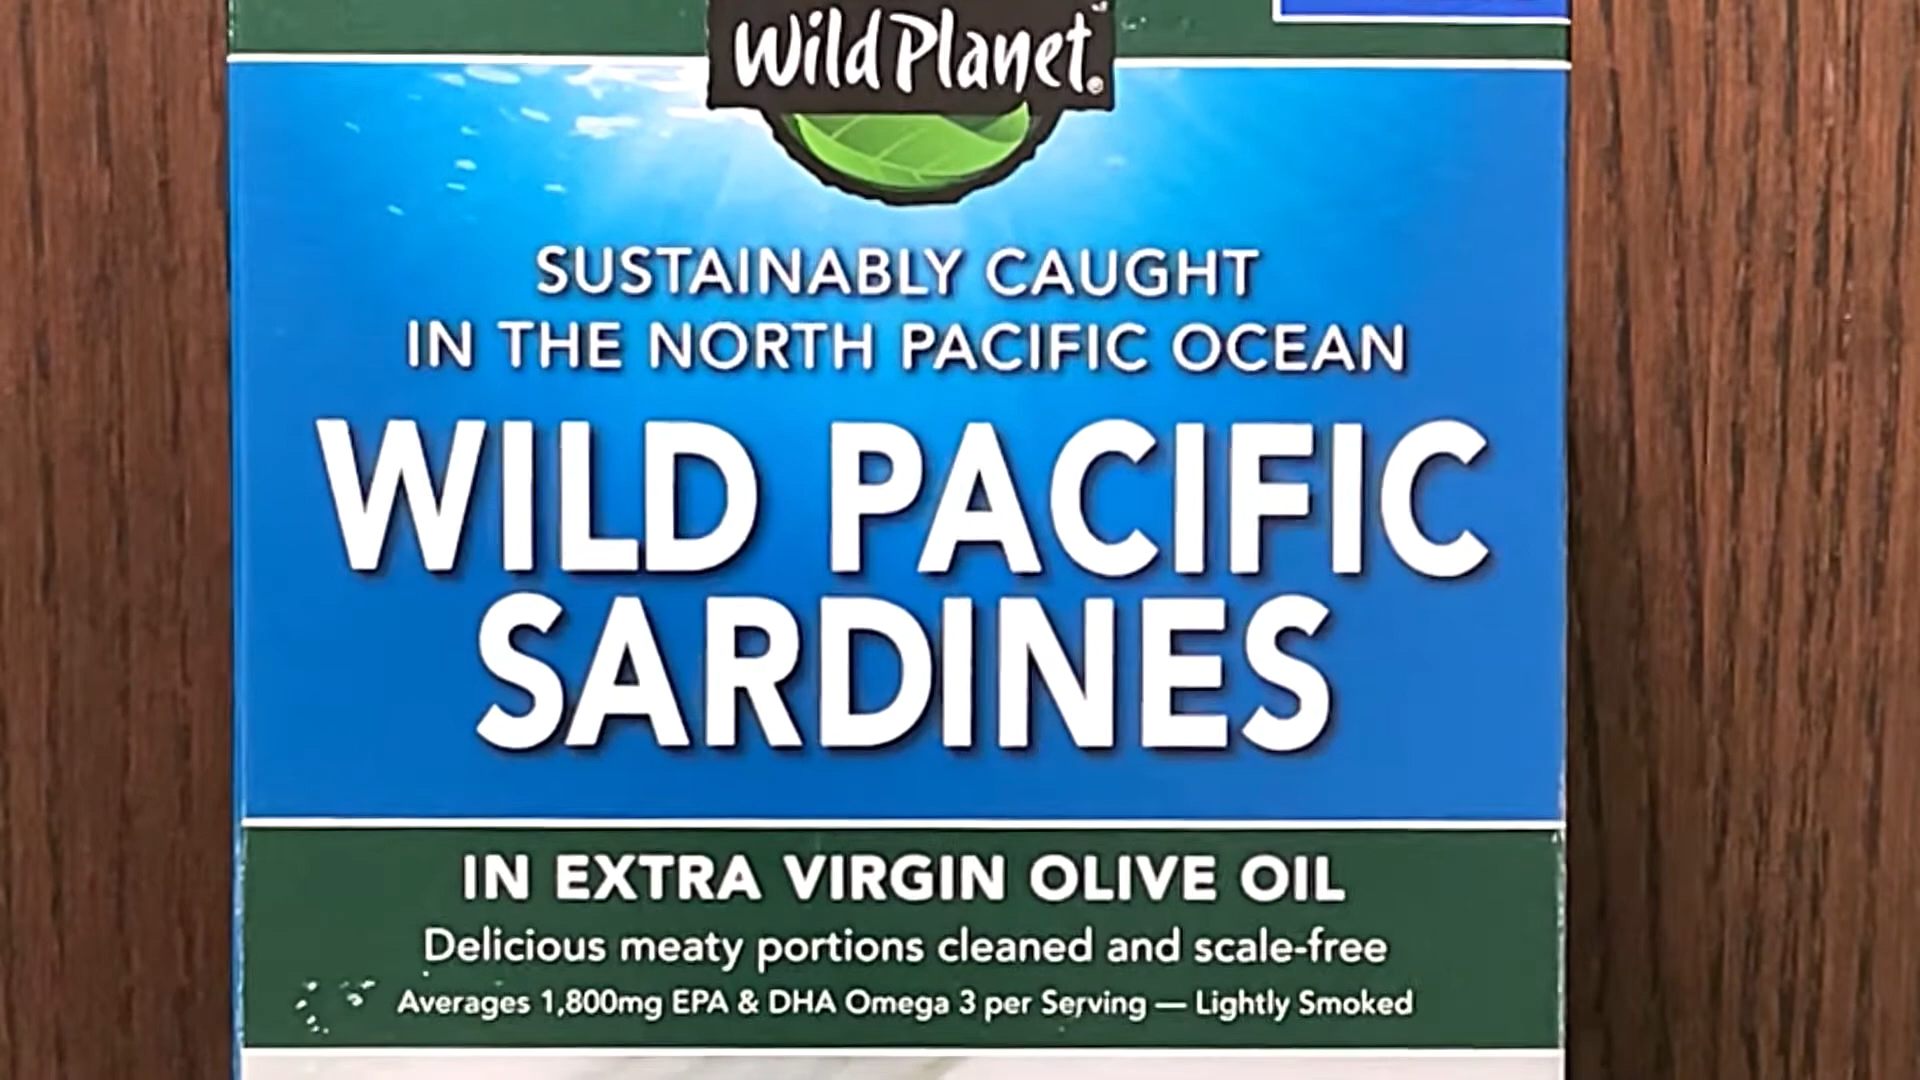 Wild Planet®
SUSTAINABLY CAUGHT
IN THE NORTH PACIFIC OCEAN
WILD PACIFIC
SARDINES
IN EXTRA VIRGIN OLIVE OIL
Delicious meaty portions cleaned and scale-free
Averages 1,800mg EPA & DHA Omega 3 per Serving — Lightly Smoked